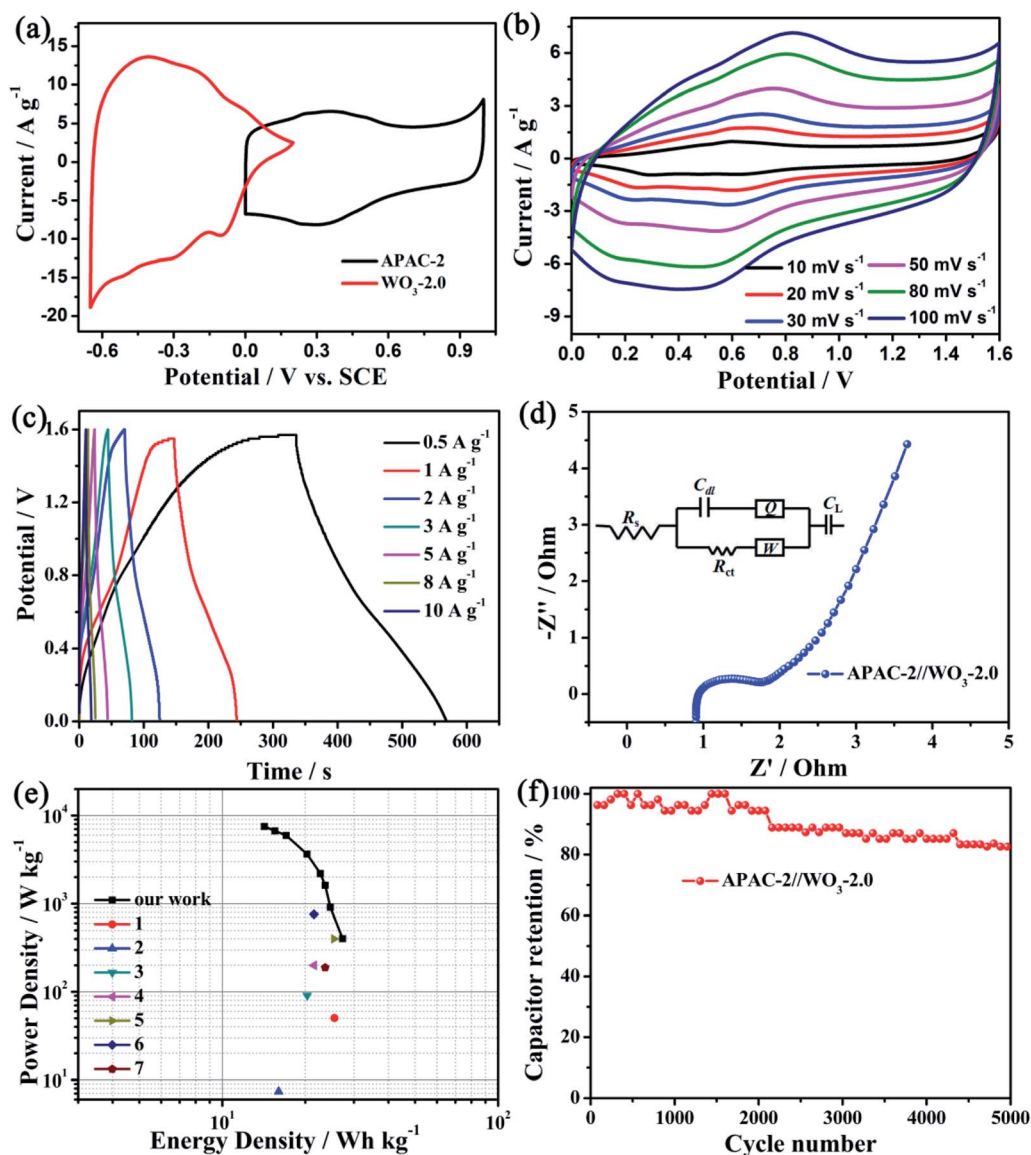 (a)
Current / A g-1
15
10
5
0
-5
-10
-15
-20
APAC-2
WO3-2.0
-0.6 -0.3 0.0 0.3 0.6 0.9
Potential / V vs. SCE
(b)
Current / A g-1
6
3
0
-3
-6
-9
10 mV s-1
20 mV s-1
30 mV s-1
50 mV s-1
80 mV s-1
100 mV s-1
0.0 0.2 0.4 0.6 0.8 1.0 1.2 1.4 1.6
Potential / V
(c)
Potential / V
1.6
1.2
0.8
0.4
0.0
0.5 A g-1
1 A g-1
2 A g-1
3 A g-1
5 A g-1
8 A g-1
10 A g-1
0 100 200 300 400 500 600
Time / s
(d)
-Z'' / Ohm
5
4
3
2
1
0
Rs
Cdl
Q
CL
Rct
W
APAC-2//WO3-2.0
0 1 2 3 4 5
Z' / Ohm
(e)
Power Density / W kg-1
104
103
102
101
our work
1
2
3
4
5
6
7
101 102
Energy Density / Wh kg-1
(f)
Capacitor retention / %
100
80
60
40
20
0
APAC-2//WO3-2.0
0 1000 2000 3000 4000 5000
Cycle number